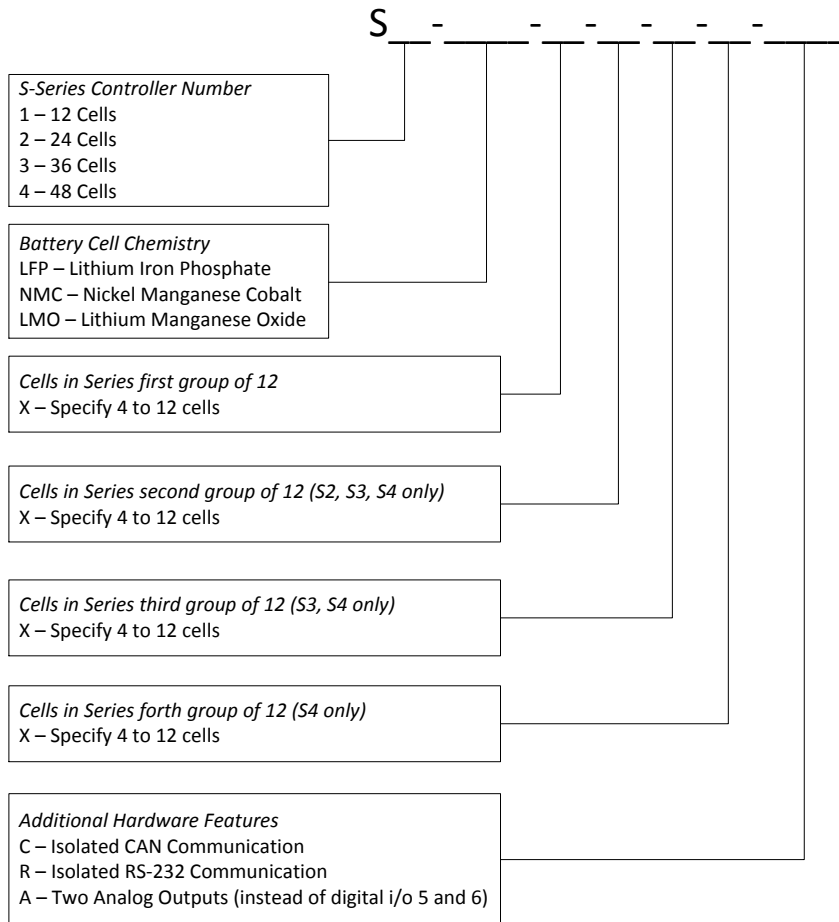 S__-____-__-__-__-__-____
S-Series Controller Number
1 – 12 Cells
2 – 24 Cells
3 – 36 Cells
4 – 48 Cells
Battery Cell Chemistry
LFP – Lithium Iron Phosphate
NMC – Nickel Manganese Cobalt
LMO – Lithium Manganese Oxide
Cells in Series first group of 12
X – Specify 4 to 12 cells
Cells in Series second group of 12 (S2, S3, S4 only)
X – Specify 4 to 12 cells
Cells in Series third group of 12 (S3, S4 only)
X – Specify 4 to 12 cells
Cells in Series forth group of 12 (S4 only)
X – Specify 4 to 12 cells
Additional Hardware Features
C – Isolated CAN Communication
R – Isolated RS-232 Communication
A – Two Analog Outputs (instead of digital i/o 5 and 6)